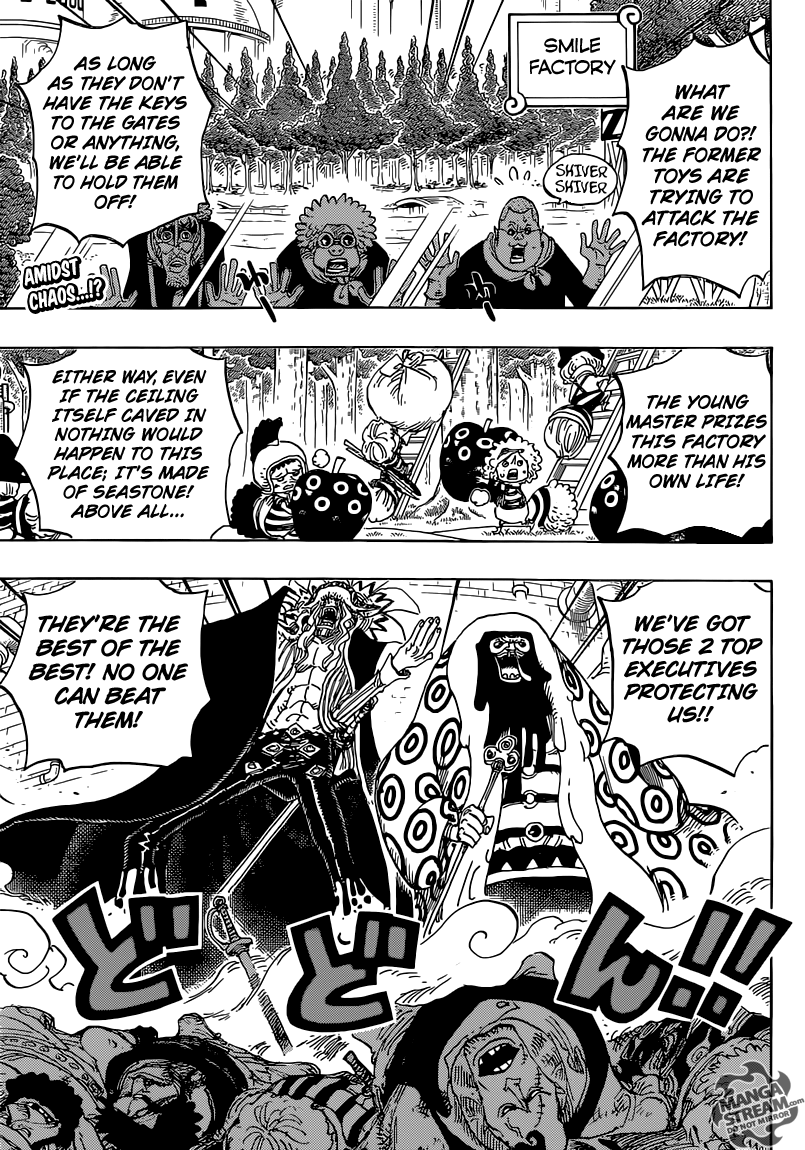 SMILE
FACTORY
WHAT
ARE WE
GONNA DO?!
THE FORMER
TOYS ARE
TRYING TO
ATTACK THE
FACTORY!
SHIVER
SHIVER
AS LONG
AS THEY DON'T
HAVE THE KEYS
TO THE GATES
OR ANYTHING,
WE'LL BE ABLE
TO HOLD THEM
OFF!
AMIDST
CHAOS...!?
THE YOUNG
MASTER PRIZES
THIS FACTORY
MORE THAN HIS
OWN LIFE!
EITHER WAY, EVEN
IF THE CEILING
ITSELF CAVED IN
NOTHING WOULD
HAPPEN TO THIS
PLACE; IT'S MADE
OF SEASTONE!
ABOVE ALL...
WE'VE GOT
THOSE 2 TOP
EXECUTIVES
PROTECTING
US!!
THEY'RE THE
BEST OF THE
BEST! NO ONE
CAN BEAT
THEM!
どどん!!
MANGA
STREAM.com
DO NOT MIRROR